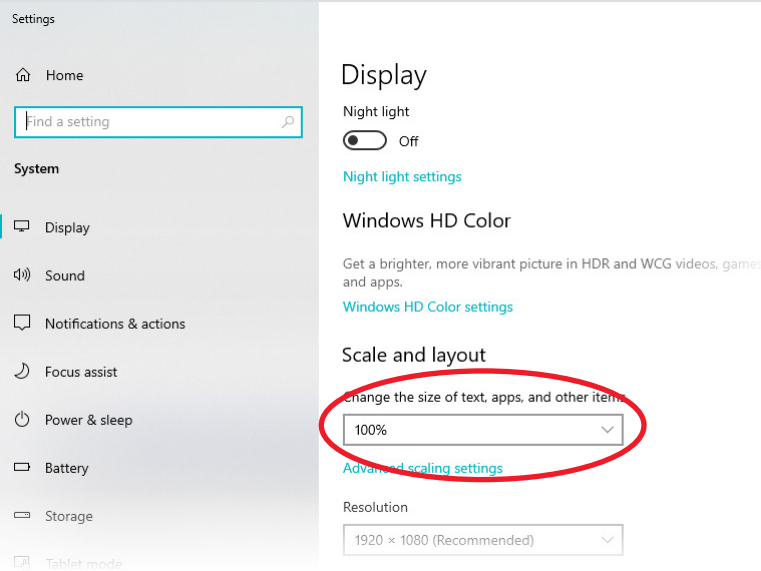 Settings
Home
Find a setting
System
Display
Sound
Notifications & actions
Focus assist
Power & sleep
Battery
Storage
Tablet mode
Display
Night light
Off
Night light settings
Windows HD Color
Get a brighter, more vibrant picture in HDR and WCG videos, games
and apps.
Windows HD Color settings
Scale and layout
Change the size of text, apps, and other items
100%
Advanced scaling settings
Resolution
1920 × 1080 (Recommended)